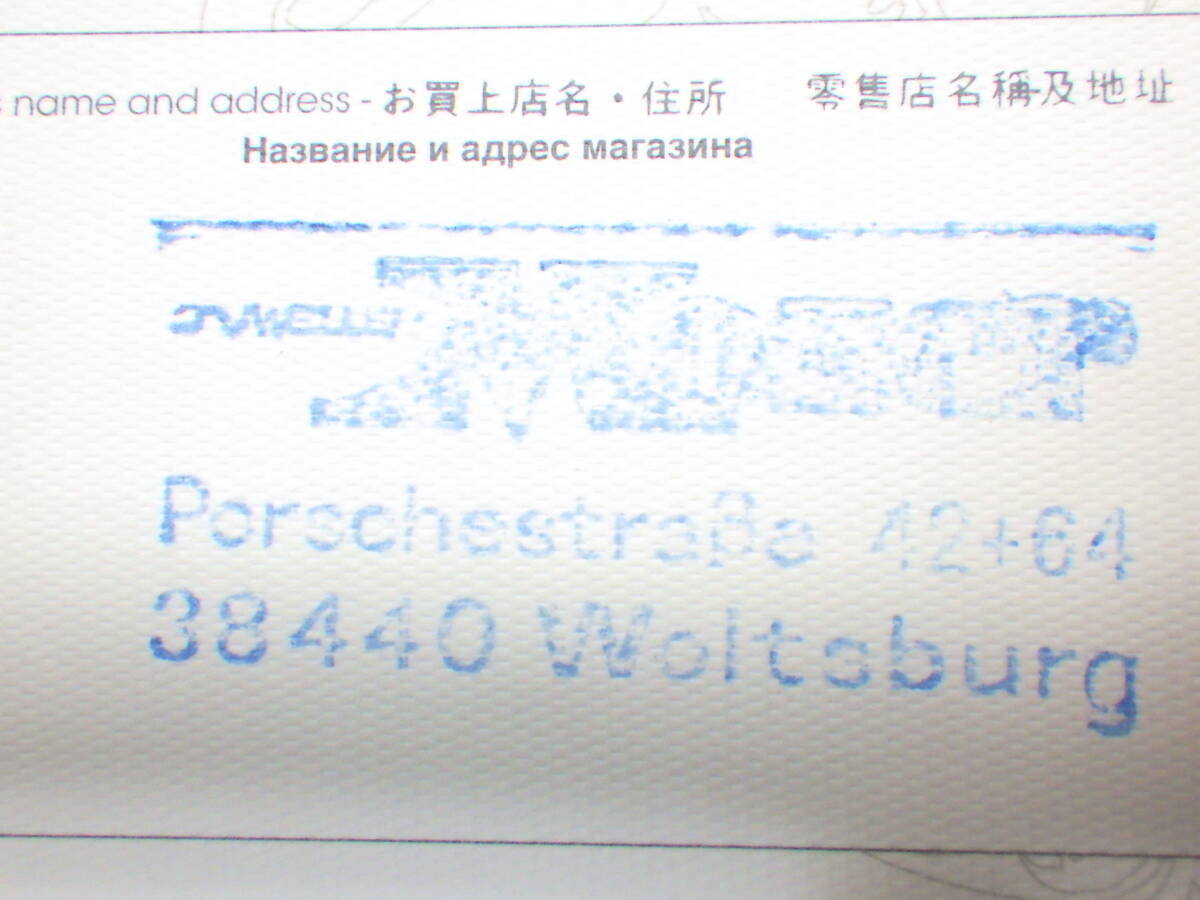 name and address - お買上店名・住所 零售店名稱及地址
Название и адрес магазина
Porschestraße 42+64
38440 Wolfsburg